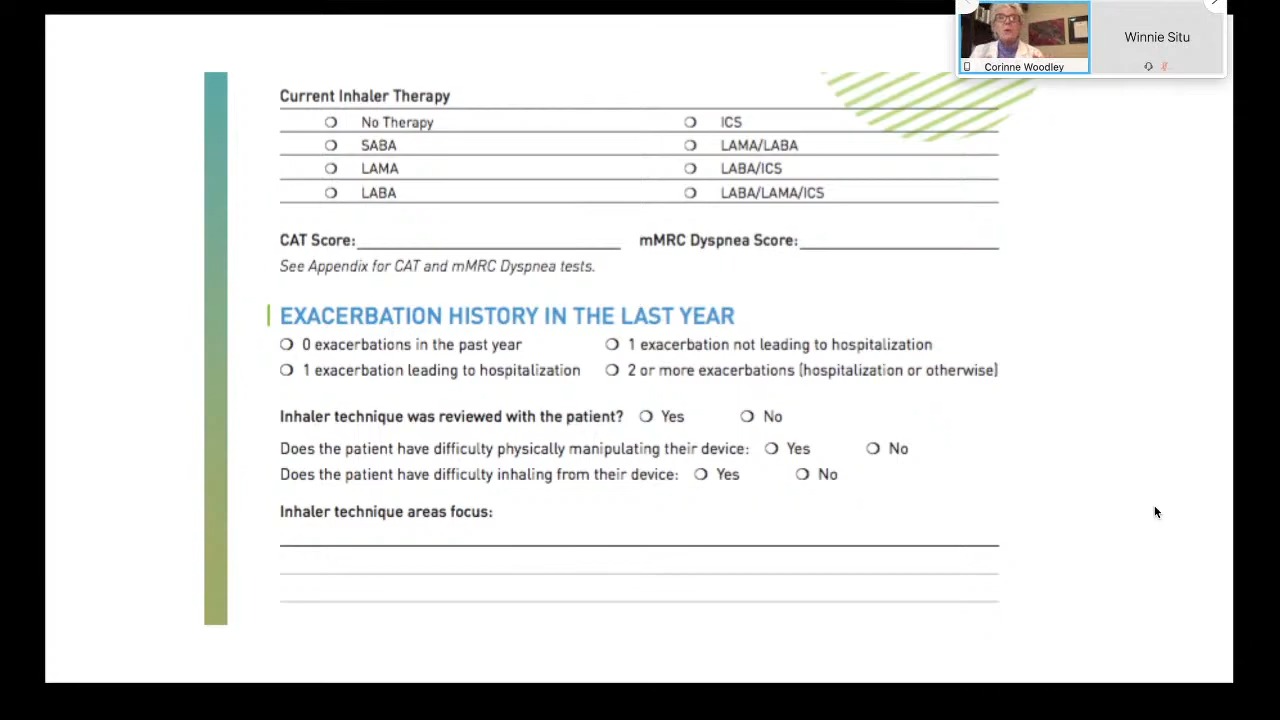 Winnie Situ
Corinne Woodley
Current Inhaler Therapy
No Therapy
ICS
SABA
LAMA/LABA
LAMA
LABA/ICS
LABA
LABA/LAMA/ICS
CAT Score:
mMRC Dyspnea Score:
See Appendix for CAT and mMRC Dyspnea tests.
EXACERBATION HISTORY IN THE LAST YEAR
0 exacerbations in the past year
1 exacerbation not leading to hospitalization
1 exacerbation leading to hospitalization
2 or more exacerbations (hospitalization or otherwise)
Inhaler technique was reviewed with the patient? Yes No
Does the patient have difficulty physically manipulating their device: Yes No
Does the patient have difficulty inhaling from their device: Yes No
Inhaler technique areas focus: